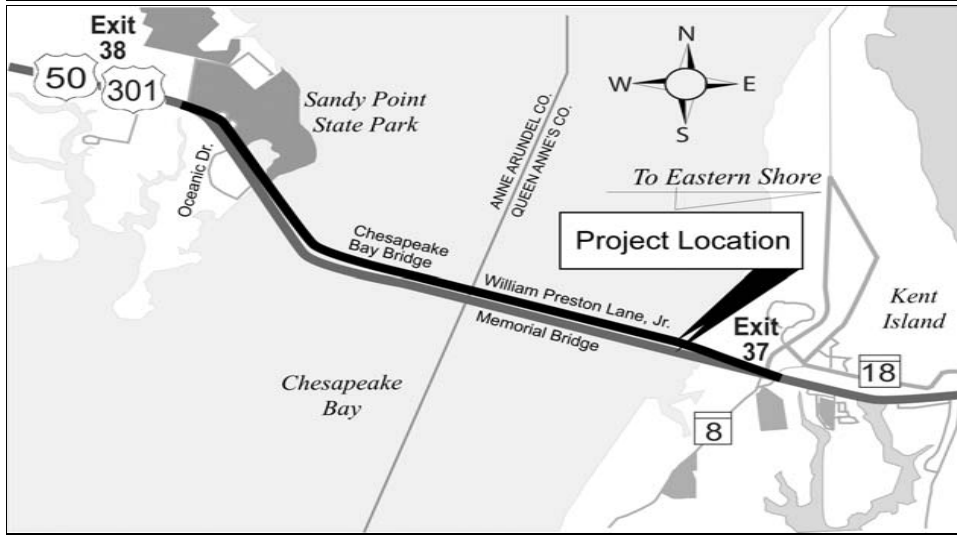 Exit
38
50
301
Sandy Point
State Park
Oceanic Dr.
ANNE ARUNDEL CO.
QUEEN ANNE'S CO.
N
W
E
S
To Eastern Shore
Project Location
Chesapeake
Bay Bridge
William Preston Lane, Jr.
Memorial Bridge
Exit
37
Kent
Island
18
8
Chesapeake
Bay